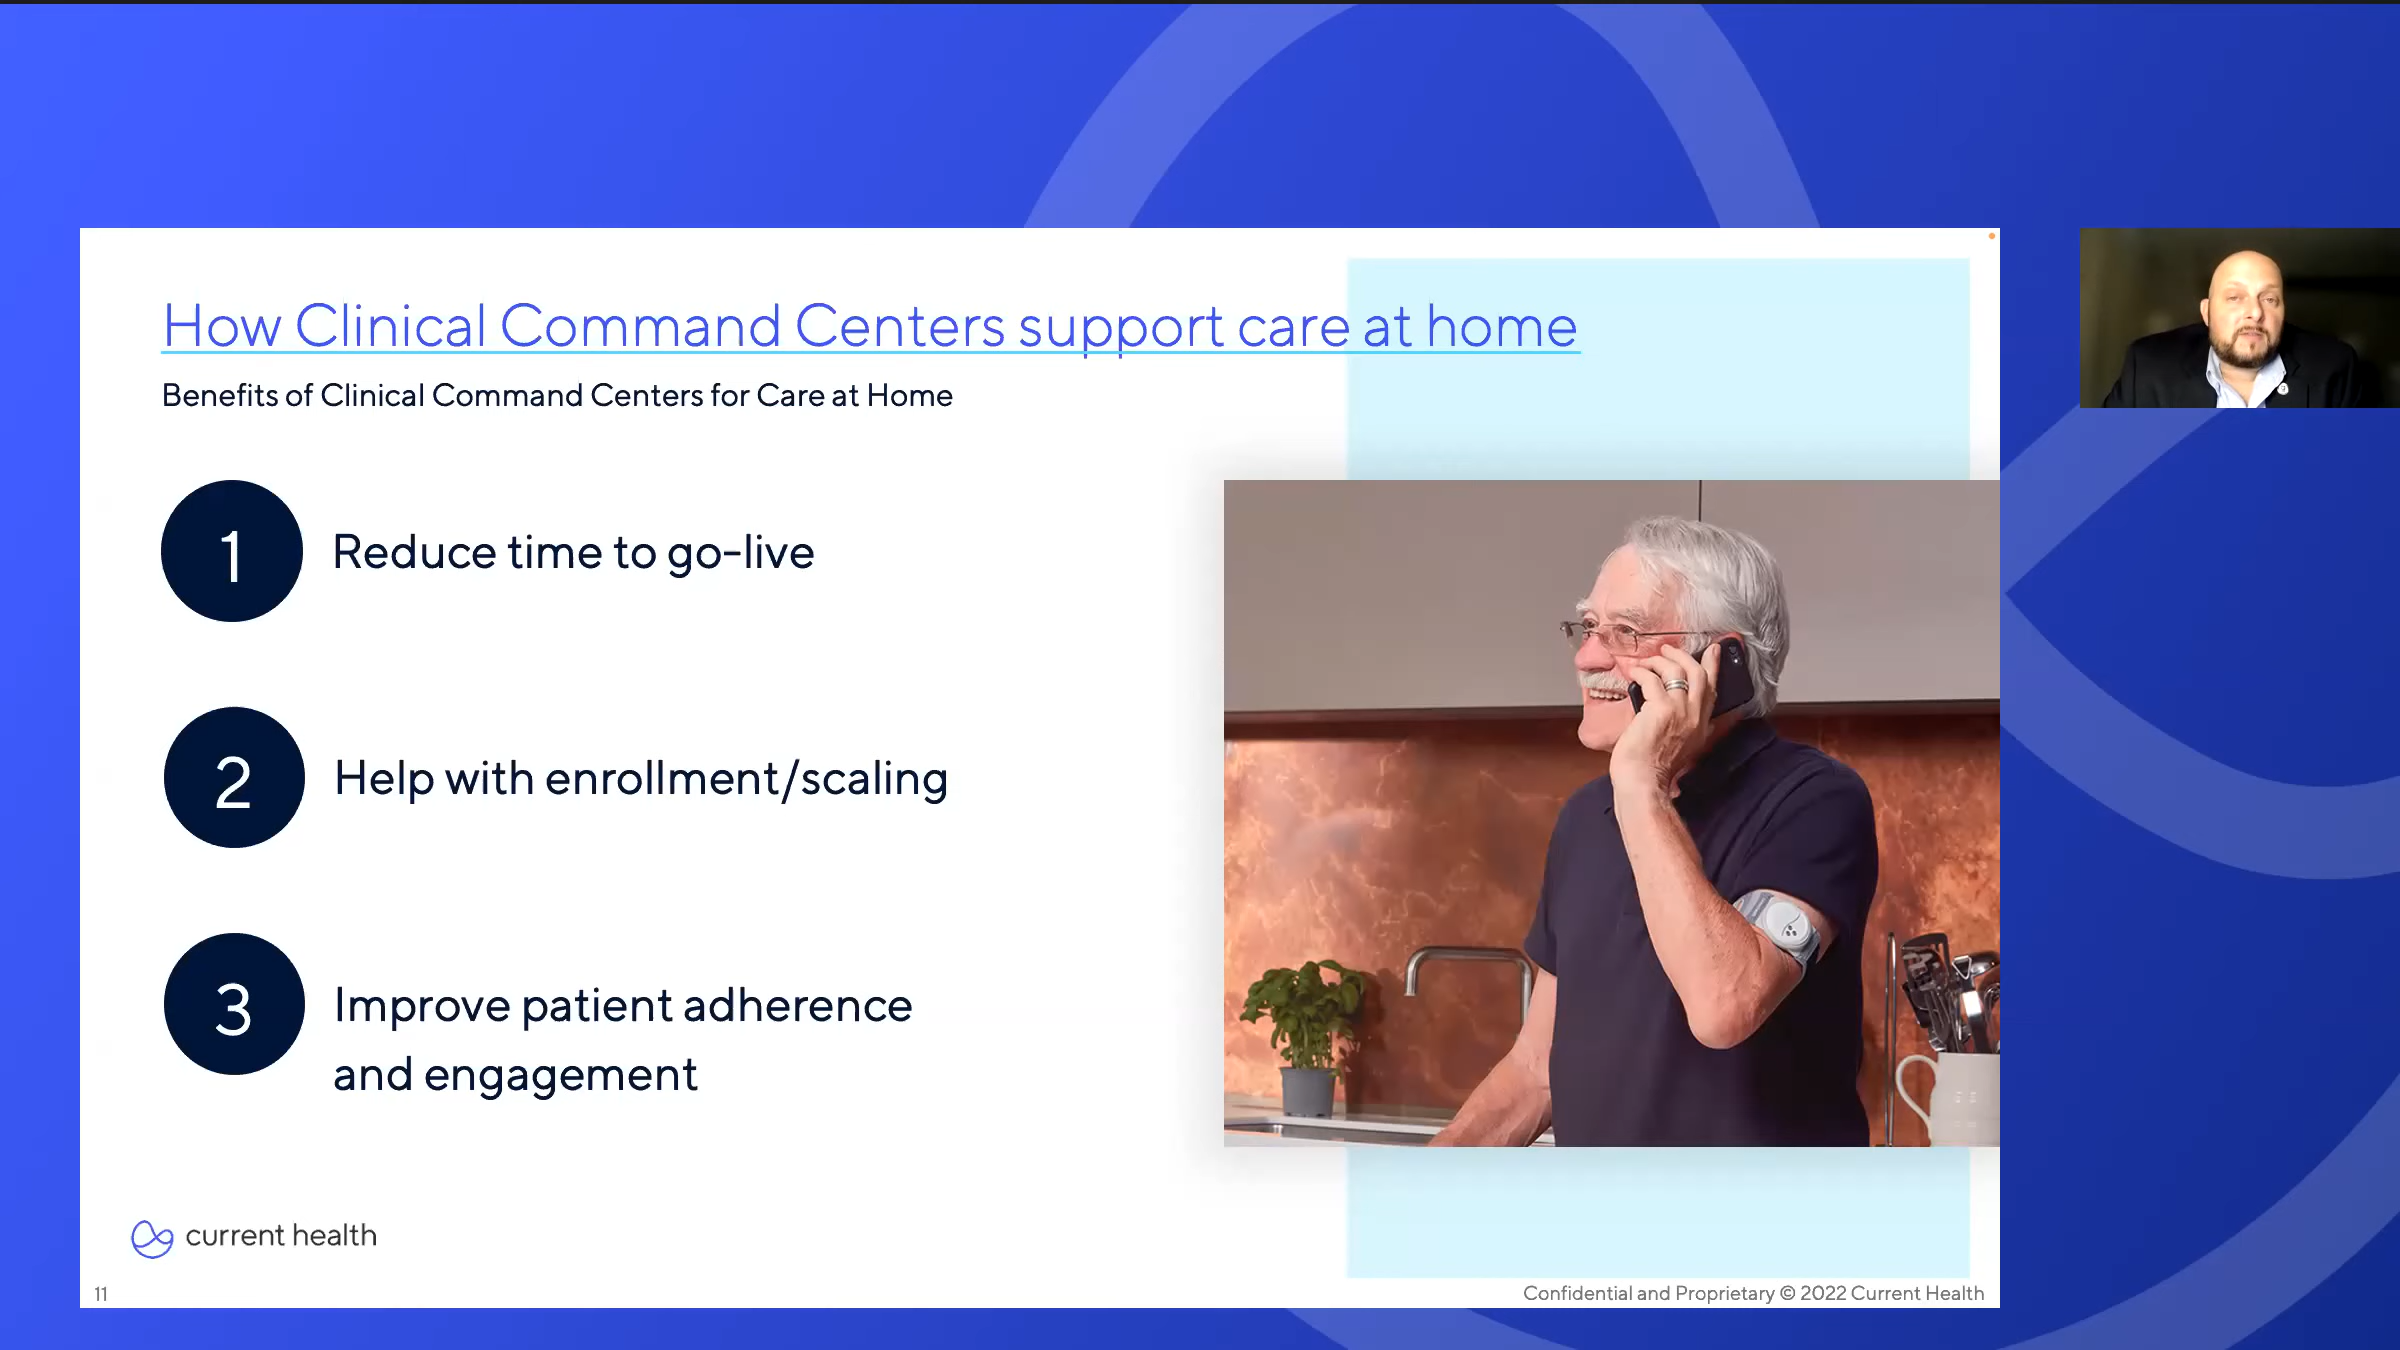 How Clinical Command Centers support care at home
Benefits of Clinical Command Centers for Care at Home
1
Reduce time to go-live
2
Help with enrollment/scaling
3
Improve patient adherence
and engagement
current health
11
Confidential and Proprietary © 2022 Current Health